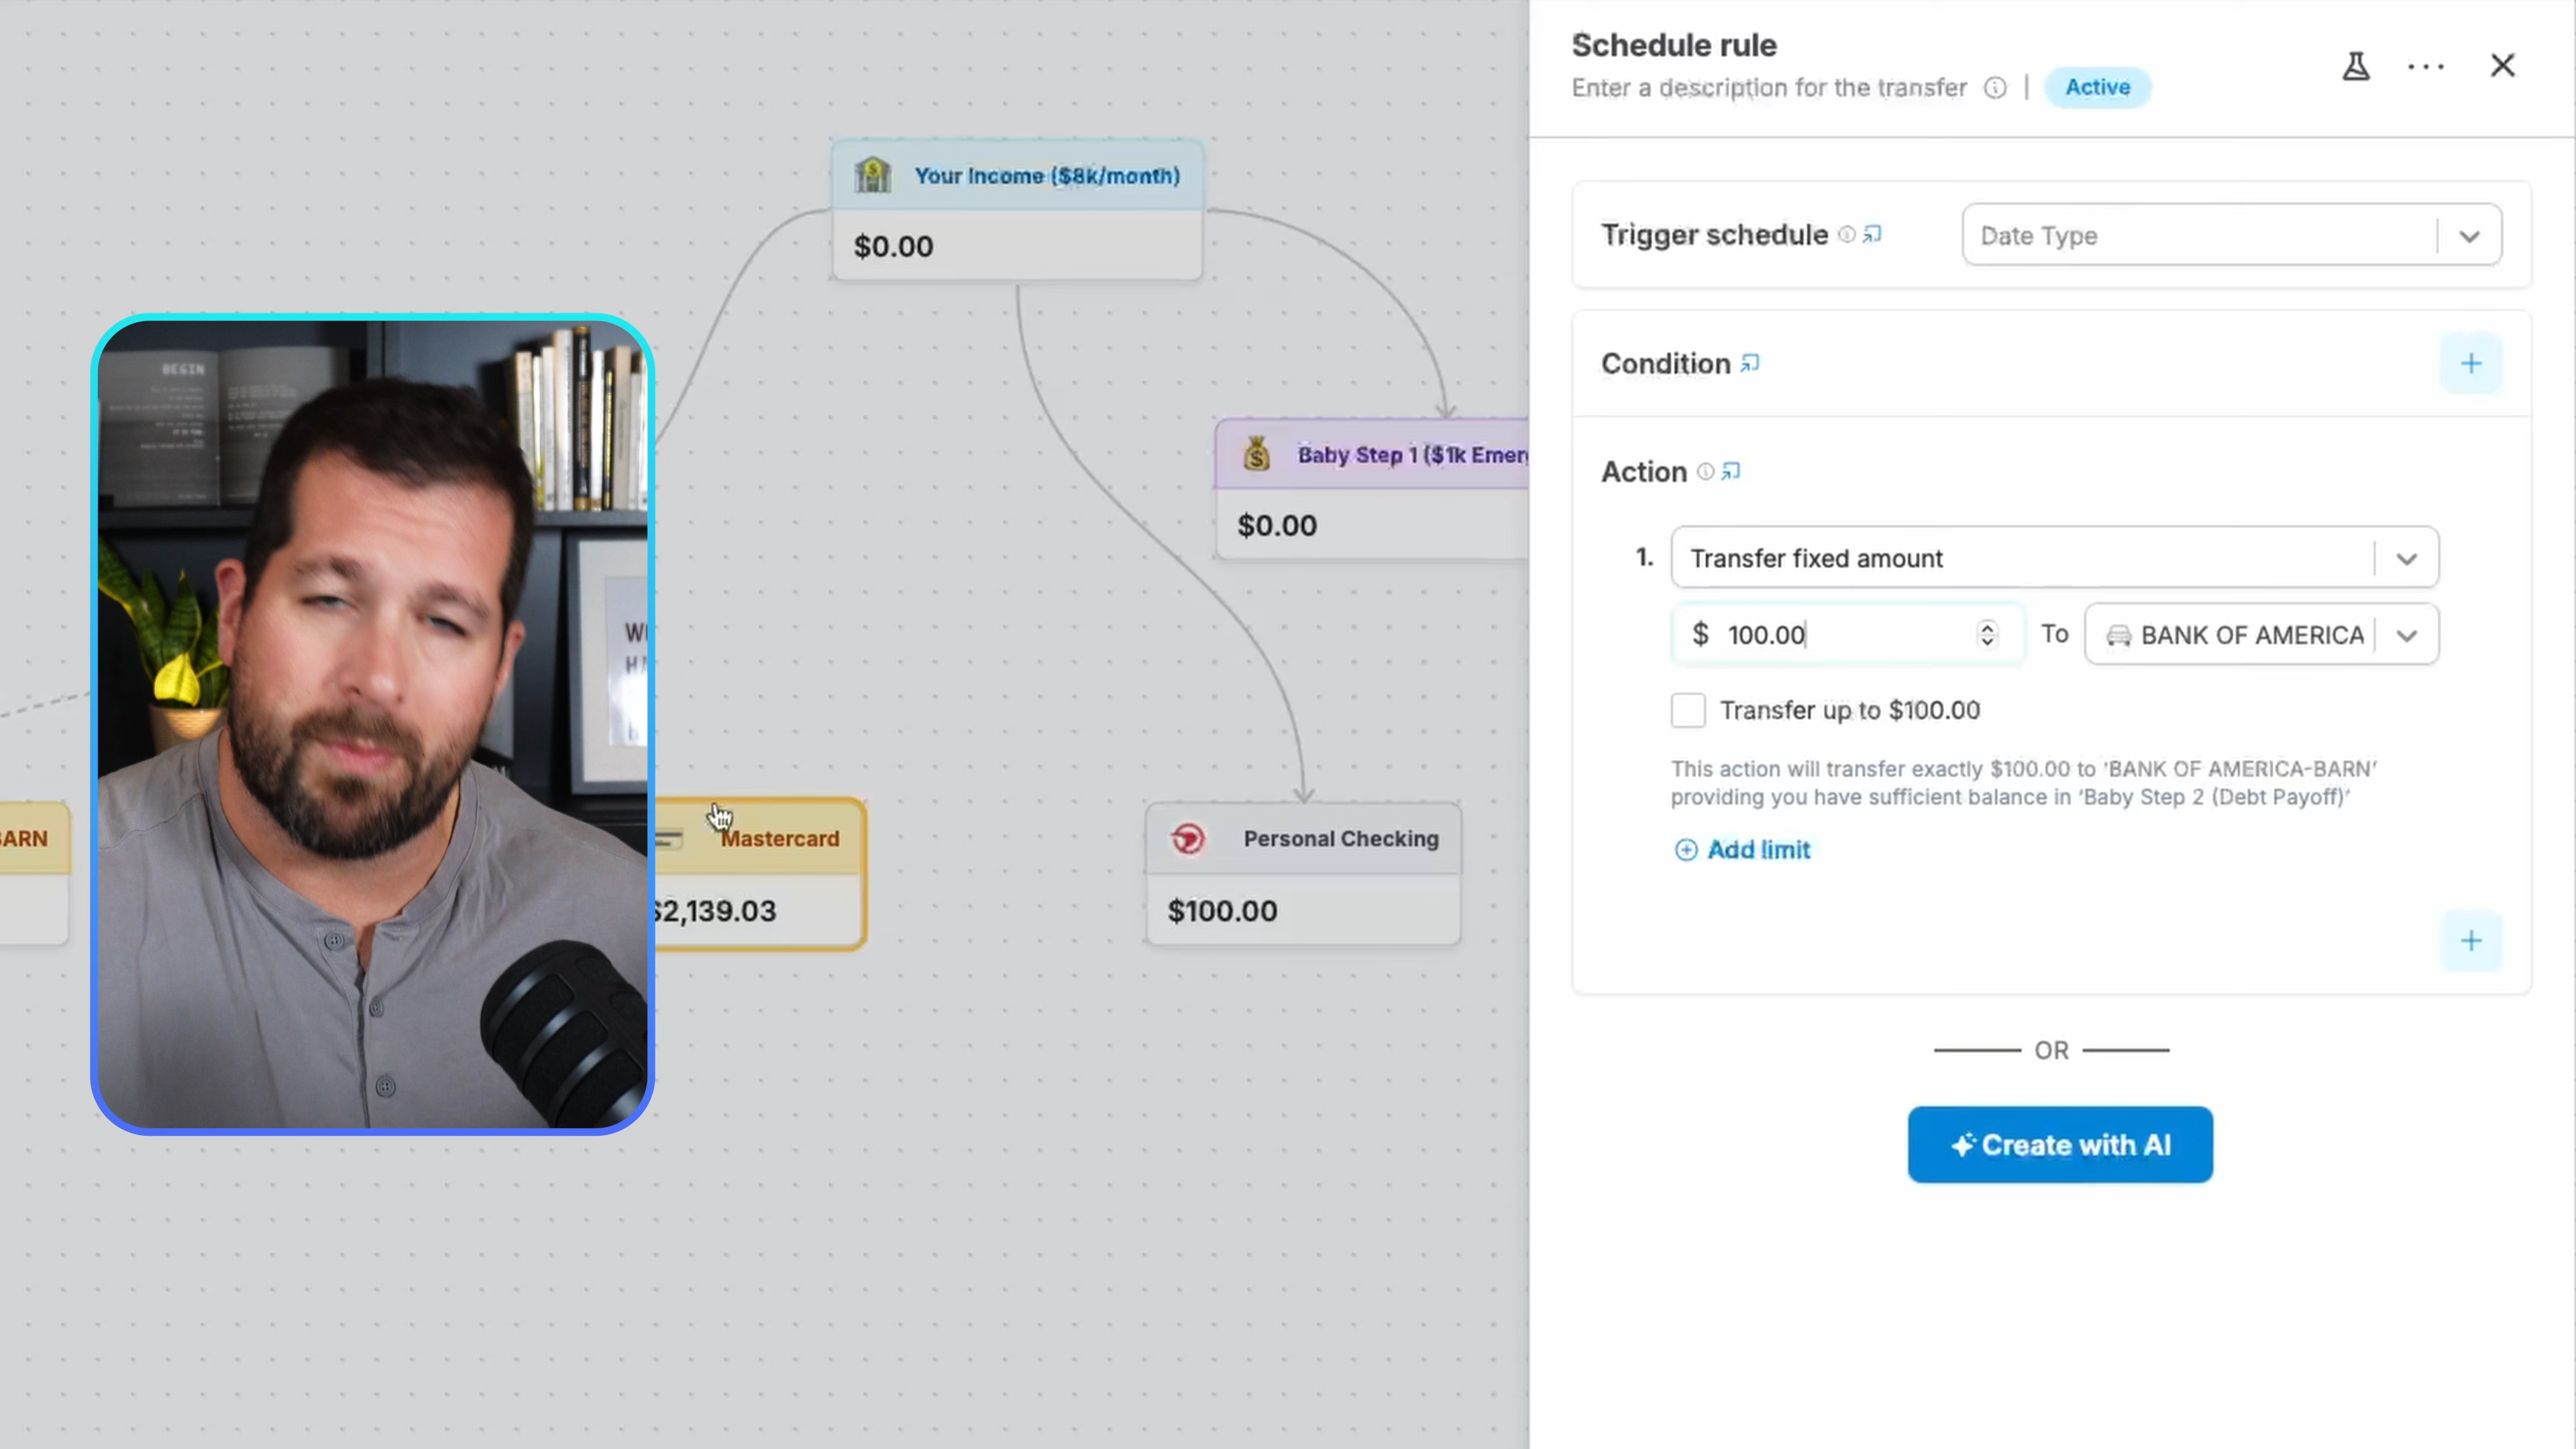 Schedule rule
Enter a description for the transfer
Active
Your Income ($8k/month)
$0.00
Trigger schedule
Date Type
Condition
BEGIN
Baby Step 1 ($1k Emer
$0.00
Action
1.
Transfer fixed amount
$ 100.00
To
BANK OF AMERICA
Transfer up to $100.00
This action will transfer exactly $100.00 to ‘BANK OF AMERICA-BARN’
providing you have sufficient balance in ‘Baby Step 2 (Debt Payoff)’
Add limit
BARN
Mastercard
$2,139.03
Personal Checking
$100.00
OR
Create with AI